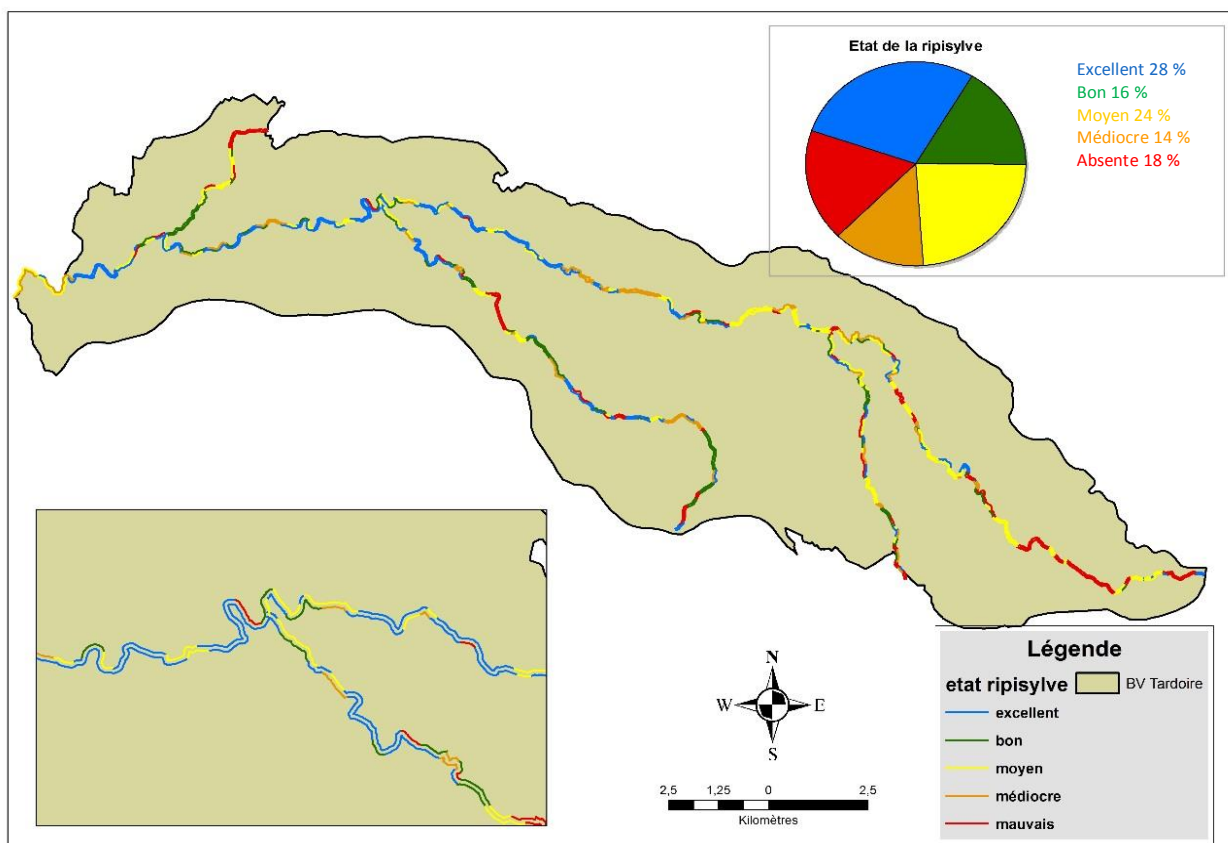 Etat de la ripisylve
Excellent 28 %
Bon 16 %
Moyen 24 %
Médiocre 14 %
Absente 18 %
N
W E
S
2,5 1,25 0 2,5
Kilomètres
Légende
etat ripisylve BV Tardoire
excellent
bon
moyen
médiocre
mauvais